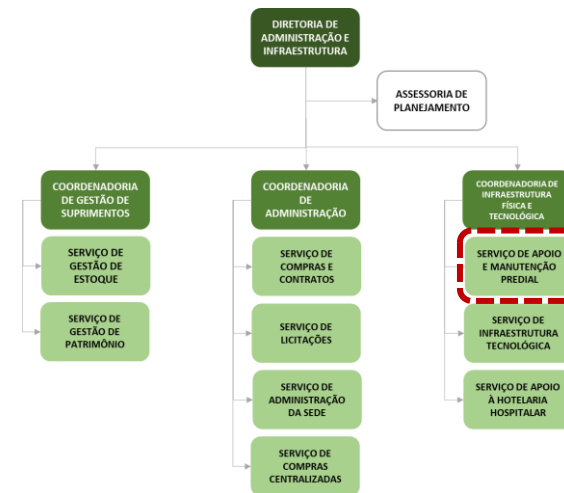 DIRETORIA DE
ADMINISTRAÇÃO E
INFRAESTRUTURA
ASSESSORIA DE
PLANEJAMENTO
COORDENADORIA
DE GESTÃO DE
SUPRIMENTOS
SERVIÇO DE
GESTÃO DE
ESTOQUE
SERVIÇO DE
GESTÃO DE
PATRIMÔNIO
COORDENADORIA
DE
ADMINISTRAÇÃO
SERVIÇO DE
COMPRAS E
CONTRATOS
SERVIÇO DE
LICITAÇÕES
SERVIÇO DE
ADMINISTRAÇÃO
DA SEDE
SERVIÇO DE
COMPRAS
CENTRALIZADAS
COORDENADORIA DE
INFRAESTRUTURA
FÍSICA E
TECNOLÓGICA
SERVIÇO DE APOIO
E MANUTENÇÃO
PREDIAL
SERVIÇO DE
INFRAESTRUTURA
TECNOLÓGICA
SERVIÇO DE APOIO
À HOTELARIA
HOSPITALAR